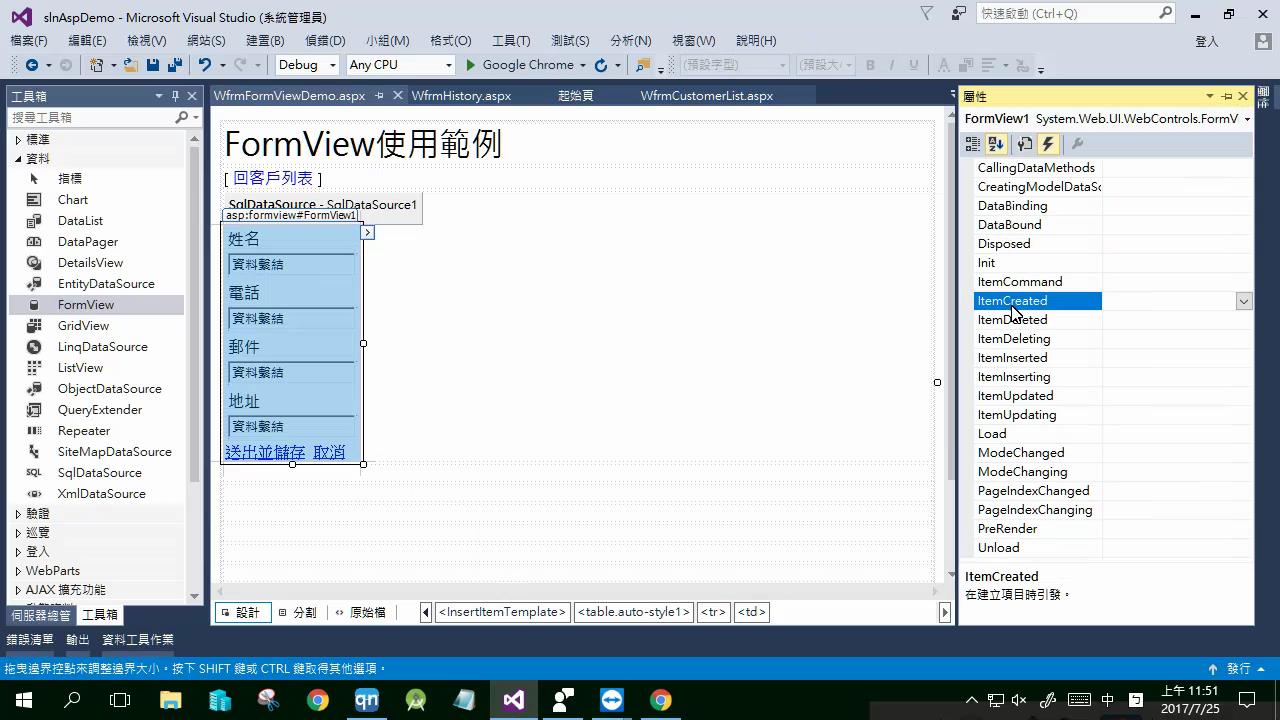 slnAspDemo - Microsoft Visual Studio (系統管理員)
快速啟動 (Ctrl+Q)
檔案(F) 編輯(E) 檢視(V) 網站(S) 建置(B) 偵錯(D) 小組(M) 格式(O) 工具(T) 測試(S) 分析(N) 視窗(W) 說明(H)
登入
Debug Any CPU Google Chrome (預設字型) (預設大/ B I U
工具箱
搜尋工具箱
標準
資料
指標
Chart
DataList
DataPager
DetailsView
EntityDataSource
FormView
GridView
LinqDataSource
ListView
ObjectDataSource
QueryExtender
Repeater
SiteMapDataSource
SQL SqlDataSource
XmlDataSource
驗證
巡覽
登入
WebParts
AJAX 擴充功能
伺服器總管 工具箱
WfrmFormViewDemo.aspx WfrmHistory.aspx 起始頁 WfrmCustomerList.aspx
FormView使用範例
[ 回客戶列表 ]
SqlDataSource - SqlDataSource1
asp:formview#FormView1
姓名
資料繫結
電話
資料繫結
郵件
資料繫結
地址
資料繫結
送出並儲存 取消
設計 分割 原始檔 <InsertItemTemplate> <table.auto-style1> <tr> <td>
屬性
FormView1 System.Web.UI.WebControls.FormV
CallingDataMethods
CreatingModelDataSo
DataBinding
DataBound
Disposed
Init
ItemCommand
ItemCreated
ItemDeleted
ItemDeleting
ItemInserted
ItemInserting
ItemUpdated
ItemUpdating
Load
ModeChanged
ModeChanging
PageIndexChanged
PageIndexChanging
PreRender
Unload
ItemCreated
在建立項目時引發。
錯誤清單 輸出 資料工具作業
拖曳邊界控點來調整邊界大小。按下 SHIFT 鍵或 CTRL 鍵取得其他選項。
發行
qn
中
上午 11:51
2017/7/25